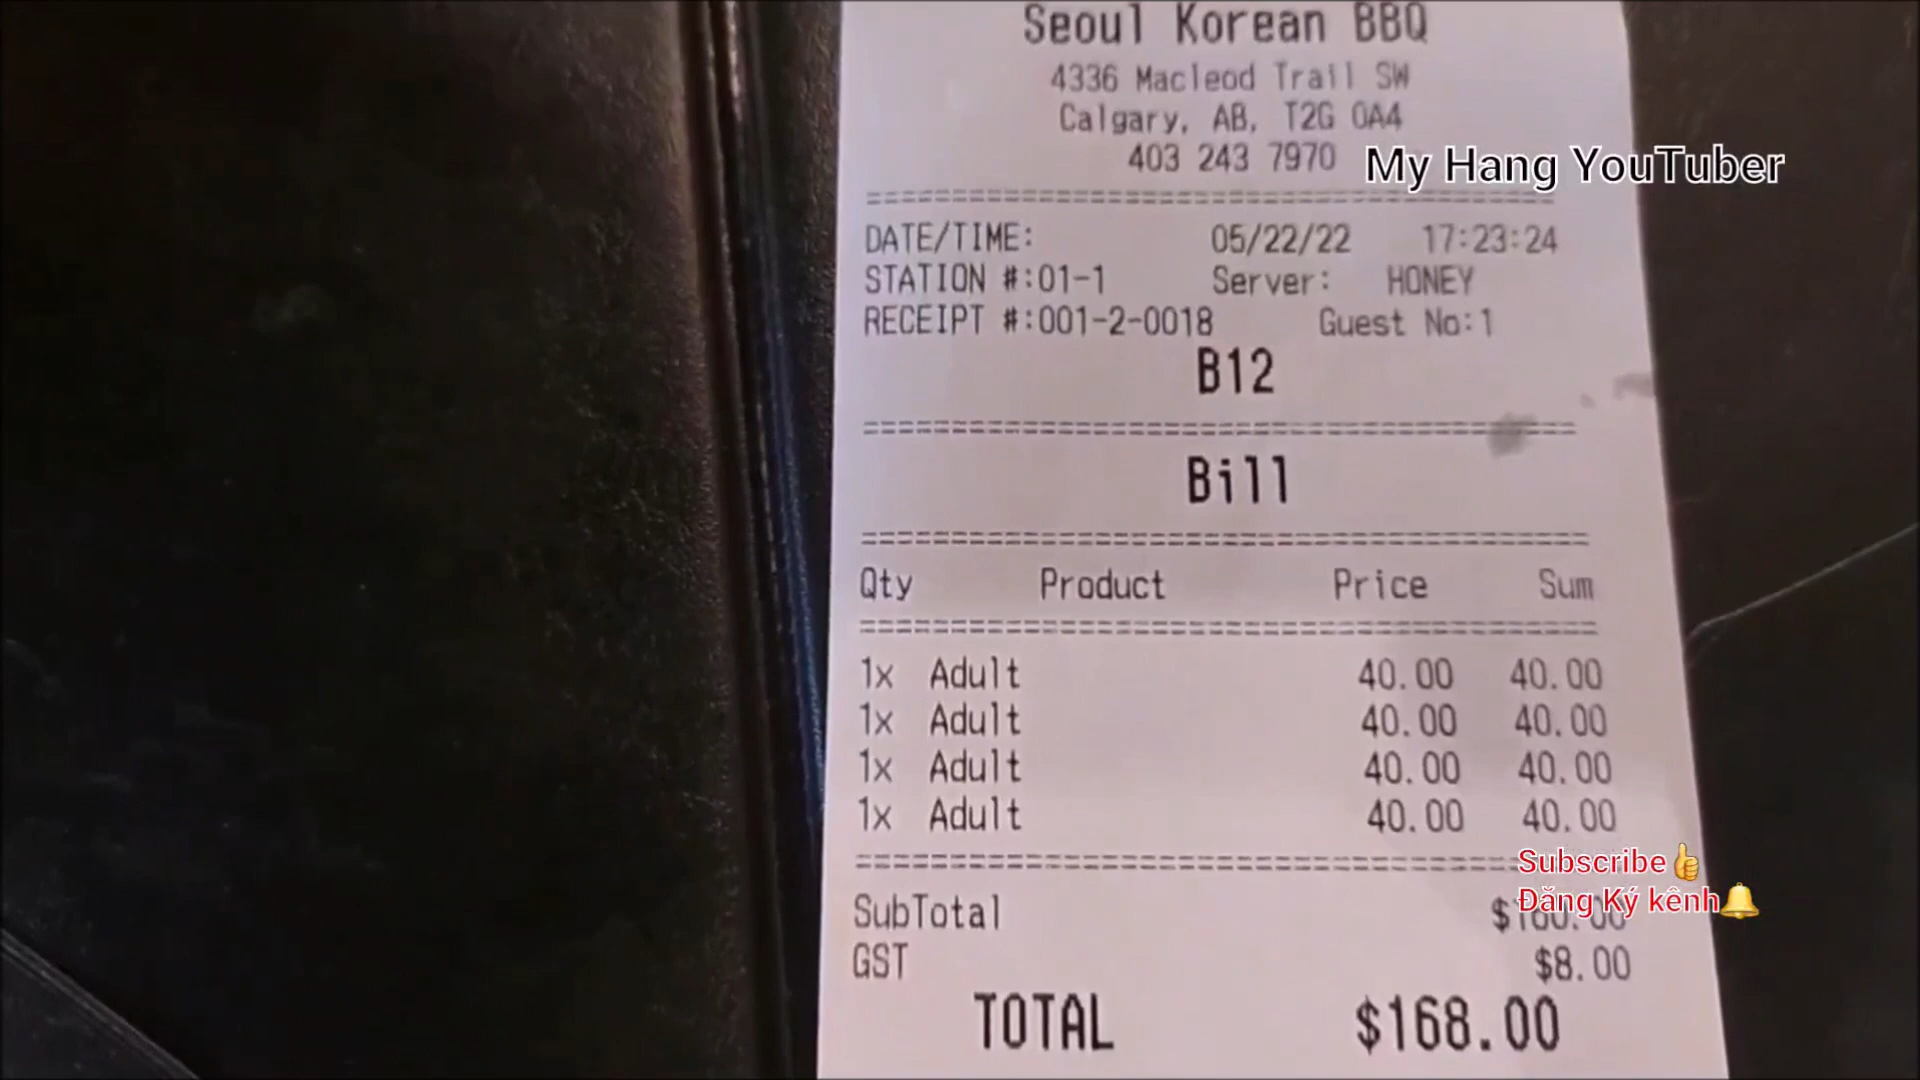 Seoul Korean BBQ
4336 Macleod Trail SW
Calgary, AB, T2G 0A4
403 243 7970
My Hang YouTuber
DATE/TIME: 05/22/22 17:23:24
STATION #:01-1 Server: HONEY
RECEIPT #:001-2-0018 Guest No:1
B12
Bill
Qty Product Price Sum
1x Adult 40.00 40.00
1x Adult 40.00 40.00
1x Adult 40.00 40.00
1x Adult 40.00 40.00
Subscribe👍
Đăng Ký kênh🔔
SubTotal $160.00
GST $8.00
TOTAL $168.00